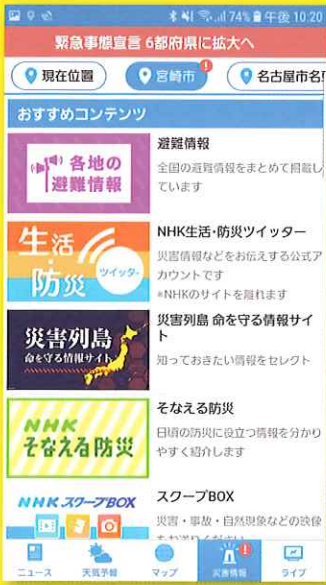 74% 午後 10:20
緊急事態宣言 6都府県に拡大へ
現在位置
宮崎市
名古屋市名
おすすめコンテンツ
各地の
避難情報
避難情報
全国の避難情報をまとめて掲載し
ています
生活
防災
ツイッター
NHK生活・防災ツイッター
災害情報などをお伝えする公式ア
カウントです
*NHKのサイトを離れます
災害列島
命を守る情報サイト
災害列島 命を守る情報サイ
ト
知っておきたい情報をセレクト
NHK
そなえる防災
そなえる防災
日頃の防災に役立つ情報を分かり
やすく紹介します
NHKスクープBOX
スクープBOX
災害・事故・自然現象などの映像
ニュース
天気予報
マップ
災害情報
ライブ